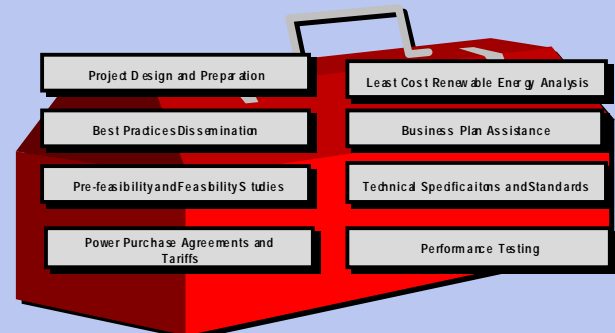 Project Design and Preparation
Least Cost Renewable Energy Analysis
Best Practices Dissemination
Business Plan Assistance
Pre-feasibility and Feasibility Studies
Technical Specificaitons and Standards
Power Purchase Agreements and
Tariffs
Performance Testing